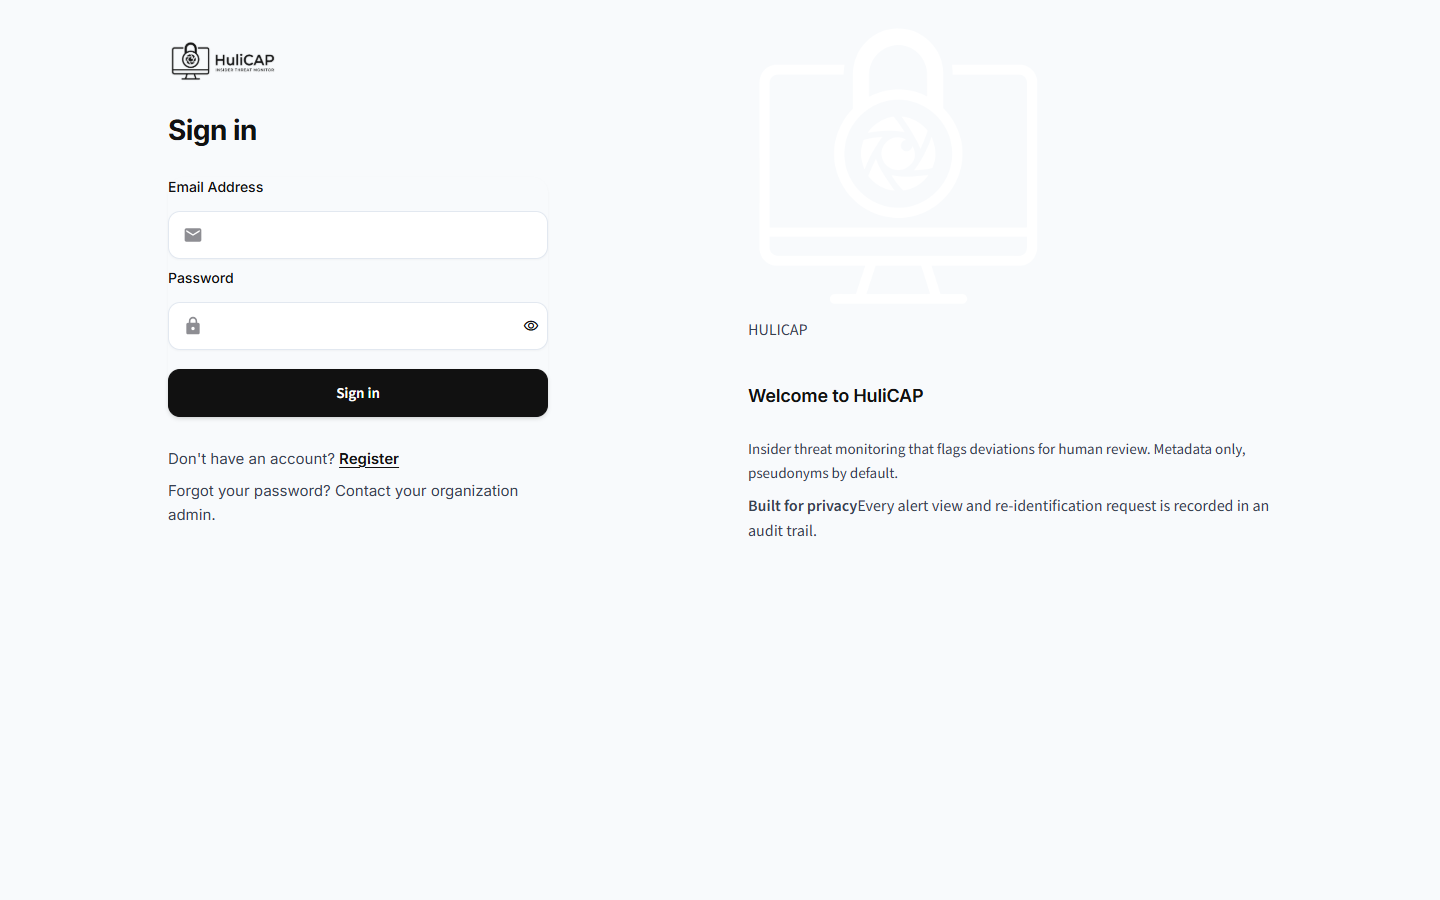 HuliCAP
INSIDER THREAT MONITOR
Sign in
Email Address
Password
Sign in
Don't have an account? Register
Forgot your password? Contact your organization
admin.
HULICAP
Welcome to HuliCAP
Insider threat monitoring that flags deviations for human review. Metadata only,
pseudonyms by default.
Built for privacyEvery alert view and re-identification request is recorded in an
audit trail.